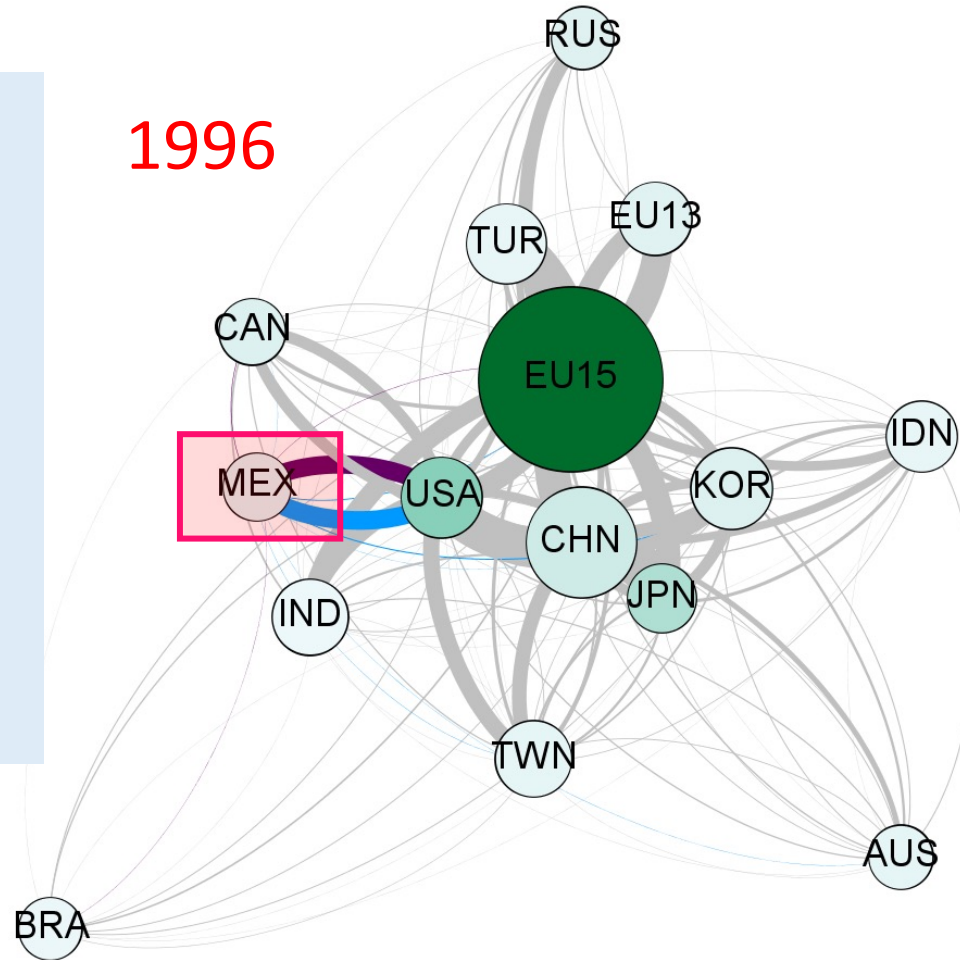 RUS
1996
EU13
TUR
CAN
EU15
IDN
MEX
USA
KOR
CHN
JPN
IND
TWN
AUS
BRA